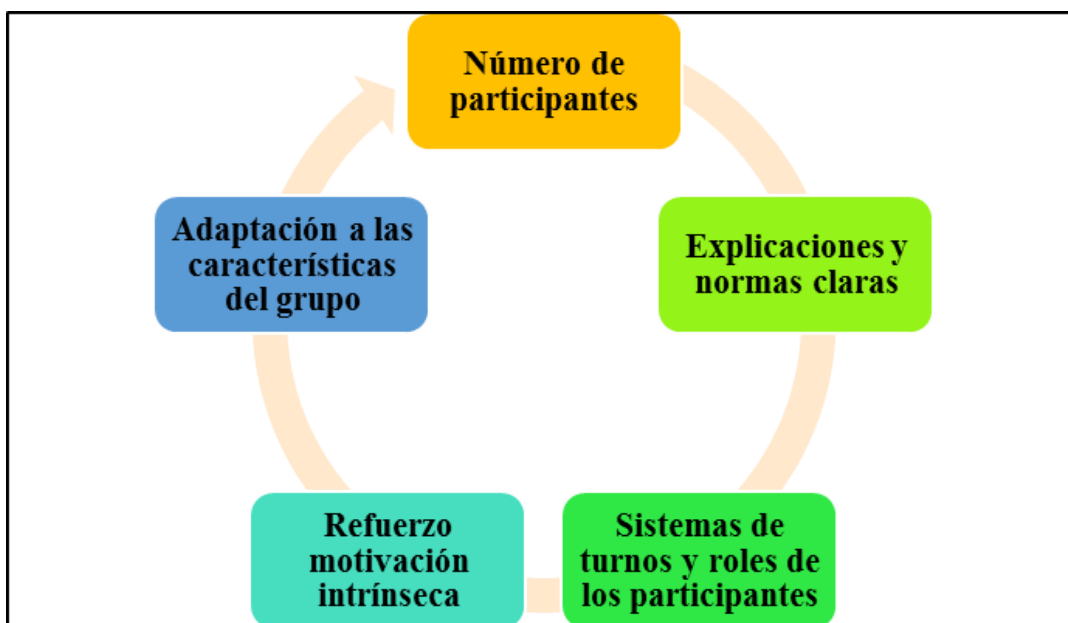 Número de
participantes
Explicaciones y
normas claras
Sistemas de
turnos y roles de
los participantes
Refuerzo
motivación
intrínseca
Adaptación a las
características
del grupo